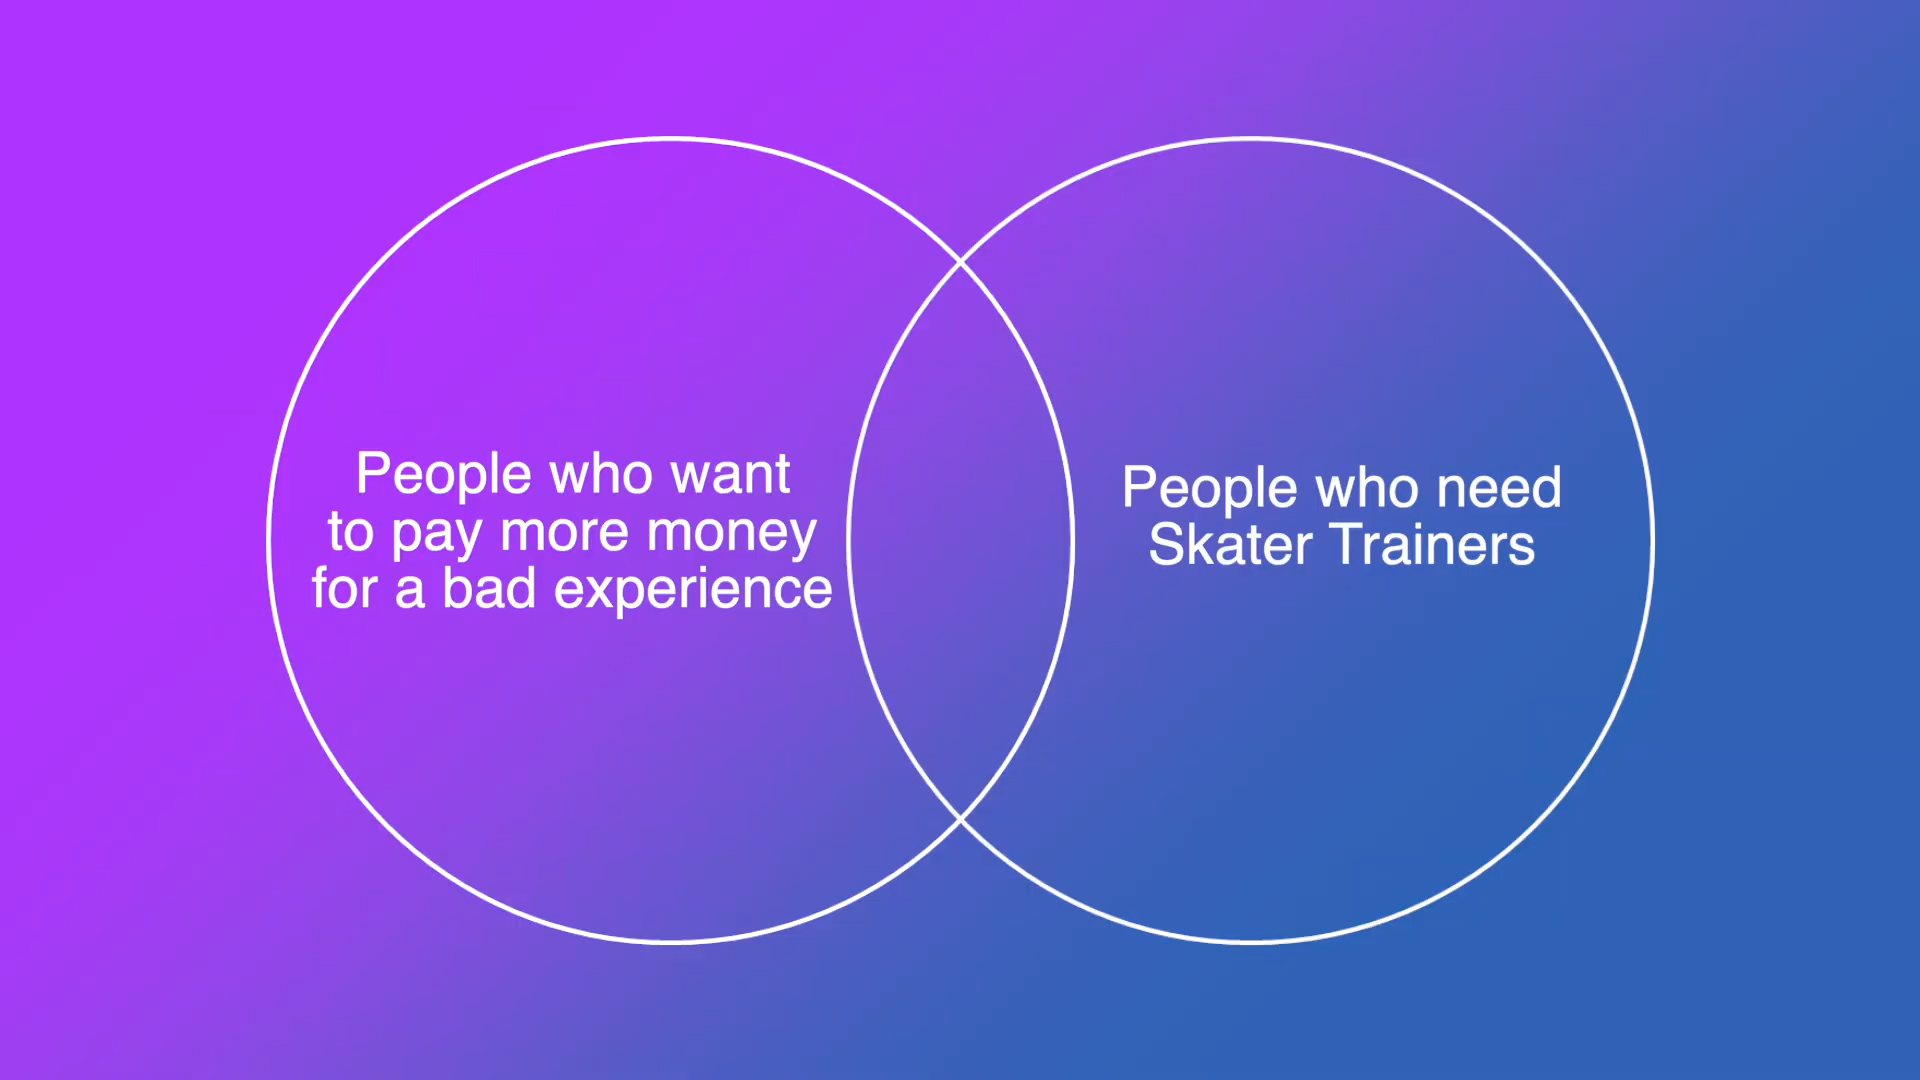 People who want
to pay more money
for a bad experience
People who need
Skater Trainers